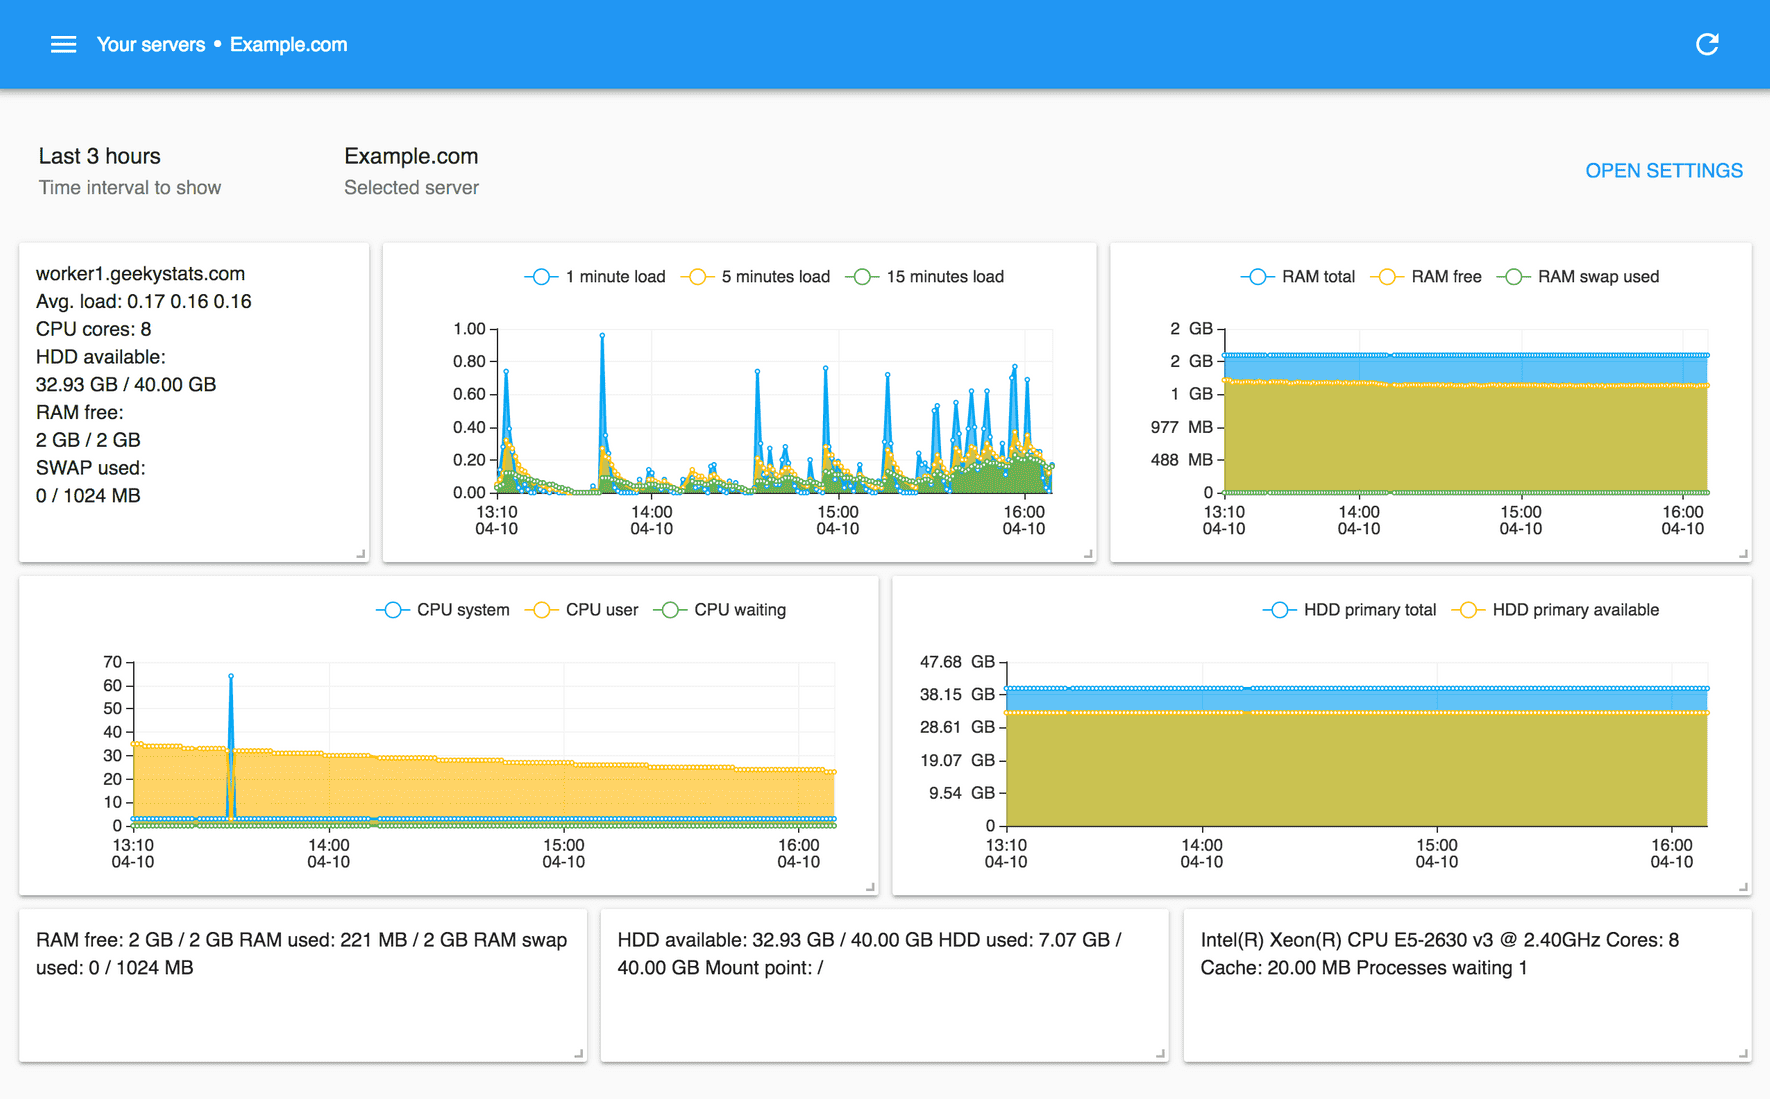 Your servers • Example.com
Last 3 hours
Time interval to show
Example.com
Selected server
OPEN SETTINGS
worker1.geekystats.com
Avg. load: 0.17 0.16 0.16
CPU cores: 8
HDD available:
32.93 GB / 40.00 GB
RAM free:
2 GB / 2 GB
SWAP used:
0 / 1024 MB
1 minute load 5 minutes load 15 minutes load
1.00
0.80
0.60
0.40
0.20
0.00
13:10 14:00 15:00 16:00
04-10 04-10 04-10 04-10
RAM total RAM free RAM swap used
2 GB
2 GB
1 GB
977 MB
488 MB
0
13:10 14:00 15:00 16:00
04-10 04-10 04-10 04-10
CPU system CPU user CPU waiting
70
60
50
40
30
20
10
0
13:10 14:00 15:00 16:00
04-10 04-10 04-10 04-10
HDD primary total HDD primary available
47.68 GB
38.15 GB
28.61 GB
19.07 GB
9.54 GB
0
13:10 14:00 15:00 16:00
04-10 04-10 04-10 04-10
RAM free: 2 GB / 2 GB RAM used: 221 MB / 2 GB RAM swap
used: 0 / 1024 MB
HDD available: 32.93 GB / 40.00 GB HDD used: 7.07 GB /
40.00 GB Mount point: /
Intel(R) Xeon(R) CPU E5-2630 v3 @ 2.40GHz Cores: 8
Cache: 20.00 MB Processes waiting 1